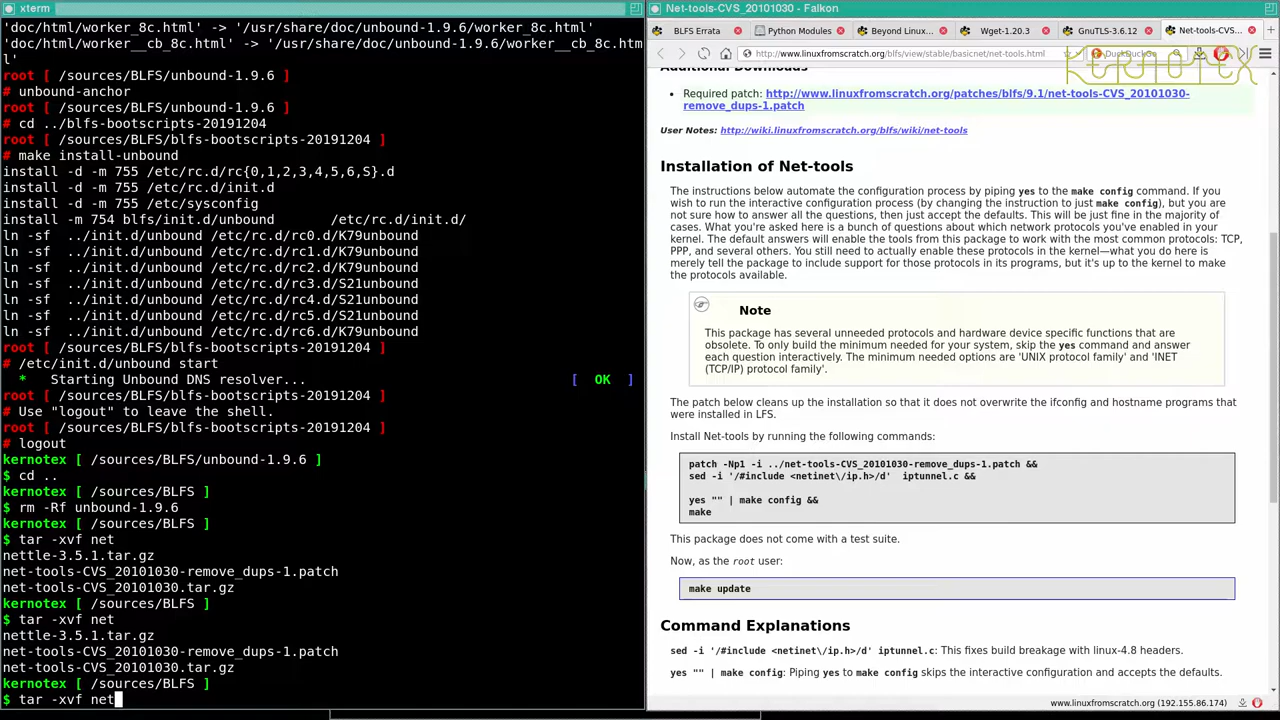 xterm
'doc/html/worker_8c.html' -> '/usr/share/doc/unbound-1.9.6/worker_8c.html'
'doc/html/worker__cb_8c.html' -> '/usr/share/doc/unbound-1.9.6/worker__cb_8c.htm
l'
root [ /sources/BLFS/unbound-1.9.6 ]
# unbound-anchor
root [ /sources/BLFS/unbound-1.9.6 ]
# cd ../blfs-bootscripts-20191204
root [ /sources/BLFS/blfs-bootscripts-20191204 ]
# make install-unbound
install -d -m 755 /etc/rc.d/rc{0,1,2,3,4,5,6,S}.d
install -d -m 755 /etc/rc.d/init.d
install -d -m 755 /etc/sysconfig
install -m 754 blfs/init.d/unbound       /etc/rc.d/init.d/
ln -sf  ../init.d/unbound /etc/rc.d/rc0.d/K79unbound
ln -sf  ../init.d/unbound /etc/rc.d/rc1.d/K79unbound
ln -sf  ../init.d/unbound /etc/rc.d/rc2.d/K79unbound
ln -sf  ../init.d/unbound /etc/rc.d/rc3.d/S21unbound
ln -sf  ../init.d/unbound /etc/rc.d/rc4.d/S21unbound
ln -sf  ../init.d/unbound /etc/rc.d/rc5.d/S21unbound
ln -sf  ../init.d/unbound /etc/rc.d/rc6.d/K79unbound
root [ /sources/BLFS/blfs-bootscripts-20191204 ]
# /etc/init.d/unbound start
*   Starting Unbound DNS resolver... [ OK ]
root [ /sources/BLFS/blfs-bootscripts-20191204 ]
# Use "logout" to leave the shell.
root [ /sources/BLFS/blfs-bootscripts-20191204 ]
# logout
kernotex [ /sources/BLFS/unbound-1.9.6 ]
$ cd ..
kernotex [ /sources/BLFS ]
$ rm -Rf unbound-1.9.6
kernotex [ /sources/BLFS ]
$ tar -xvf net
nettle-3.5.1.tar.gz
net-tools-CVS_20101030-remove_dups-1.patch
net-tools-CVS_20101030.tar.gz
kernotex [ /sources/BLFS ]
$ tar -xvf net
nettle-3.5.1.tar.gz
net-tools-CVS_20101030-remove_dups-1.patch
net-tools-CVS_20101030.tar.gz
kernotex [ /sources/BLFS ]
$ tar -xvf net
Net-tools-CVS_20101030 - Falkon
BLFS Errata
Python Modules
Beyond Linux...
Wget-1.20.3
GnuTLS-3.6.12
Net-tools-CVS...
http://www.linuxfromscratch.org/blfs/view/stable/basicnet/net-tools.html
DuckDuckGo
KERNOTEX
Additional Downloads
• Required patch: http://www.linuxfromscratch.org/patches/blfs/9.1/net-tools-CVS_20101030-
remove_dups-1.patch
User Notes: http://wiki.linuxfromscratch.org/blfs/wiki/net-tools
Installation of Net-tools
The instructions below automate the configuration process by piping yes to the make config command. If you
wish to run the interactive configuration process (by changing the instruction to just make config), but you are
not sure how to answer all the questions, then just accept the defaults. This will be just fine in the majority of
cases. What you're asked here is a bunch of questions about which network protocols you've enabled in your
kernel. The default answers will enable the tools from this package to work with the most common protocols: TCP,
PPP, and several others. You still need to actually enable these protocols in the kernel—what you do here is
merely tell the package to include support for those protocols in its programs, but it's up to the kernel to make
the protocols available.
Note
This package has several unneeded protocols and hardware device specific functions that are
obsolete. To only build the minimum needed for your system, skip the yes command and answer
each question interactively. The minimum needed options are 'UNIX protocol family' and 'INET
(TCP/IP) protocol family'.
The patch below cleans up the installation so that it does not overwrite the ifconfig and hostname programs that
were installed in LFS.
Install Net-tools by running the following commands:
patch -Np1 -i ../net-tools-CVS_20101030-remove_dups-1.patch &&
sed -i '/#include <netinet\/ip.h>/d'  iptunnel.c &&
yes "" | make config &&
make
This package does not come with a test suite.
Now, as the root user:
make update
Command Explanations
sed -i '/#include <netinet\/ip.h>/d' iptunnel.c: This fixes build breakage with linux-4.8 headers.
yes "" | make config: Piping yes to make config skips the interactive configuration and accepts the defaults.
www.linuxfromscratch.org (192.155.86.174)